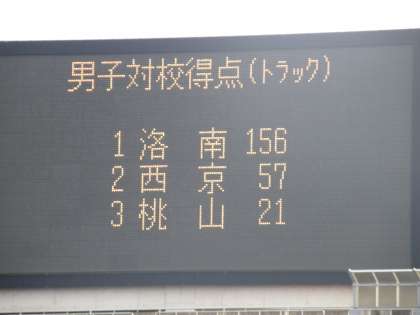 男子対校得点(トラック)
1 洛 南 156
2 西 京 57
3 桃 山 21